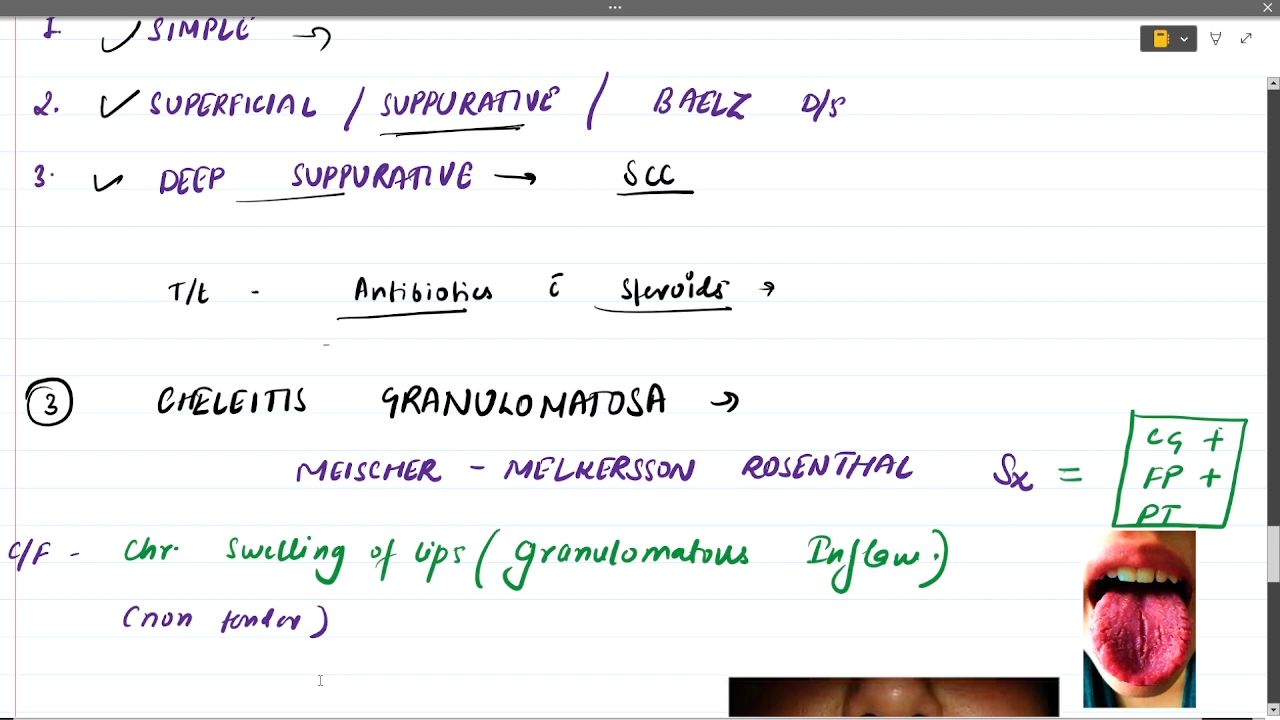 1. SIMPLE →
2. SUPERFICIAL / SUPPURATIVE / BAELZ D/s
3. DEEP SUPPURATIVE → SCC
T/t - Antibiotics c̄ Steroids →
③ CHELEITIS GRANULOMATOSA →
MEISCHER - MELKERSSON ROSENTHAL Sx =
CG +
FP +
PT
C/F - Chr. Swelling of lips (Granulomatous Inflam.)
(non tender)